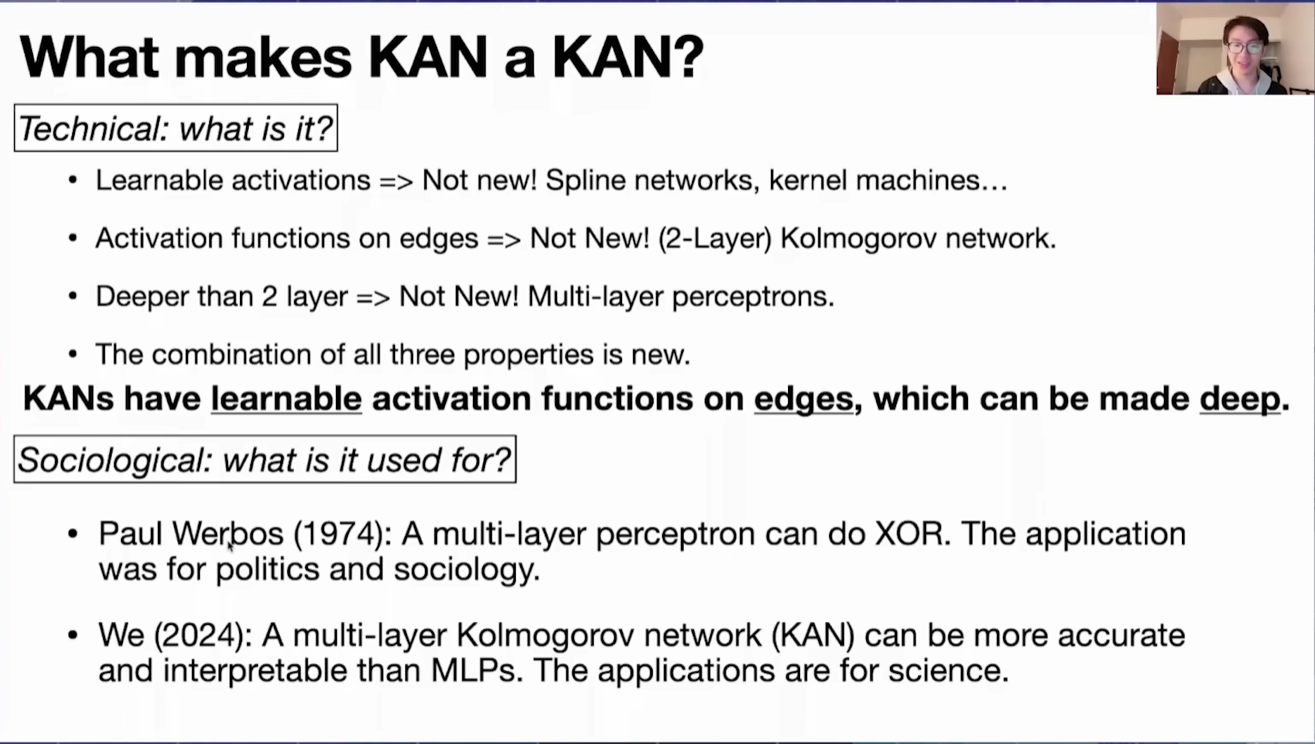 What makes KAN a KAN?
Technical: what is it?
• Learnable activations => Not new! Spline networks, kernel machines…
• Activation functions on edges => Not New! (2-Layer) Kolmogorov network.
• Deeper than 2 layer => Not New! Multi-layer perceptrons.
• The combination of all three properties is new.
KANs have learnable activation functions on edges, which can be made deep.
Sociological: what is it used for?
• Paul Werbos (1974): A multi-layer perceptron can do XOR. The application
was for politics and sociology.
• We (2024): A multi-layer Kolmogorov network (KAN) can be more accurate
and interpretable than MLPs. The applications are for science.